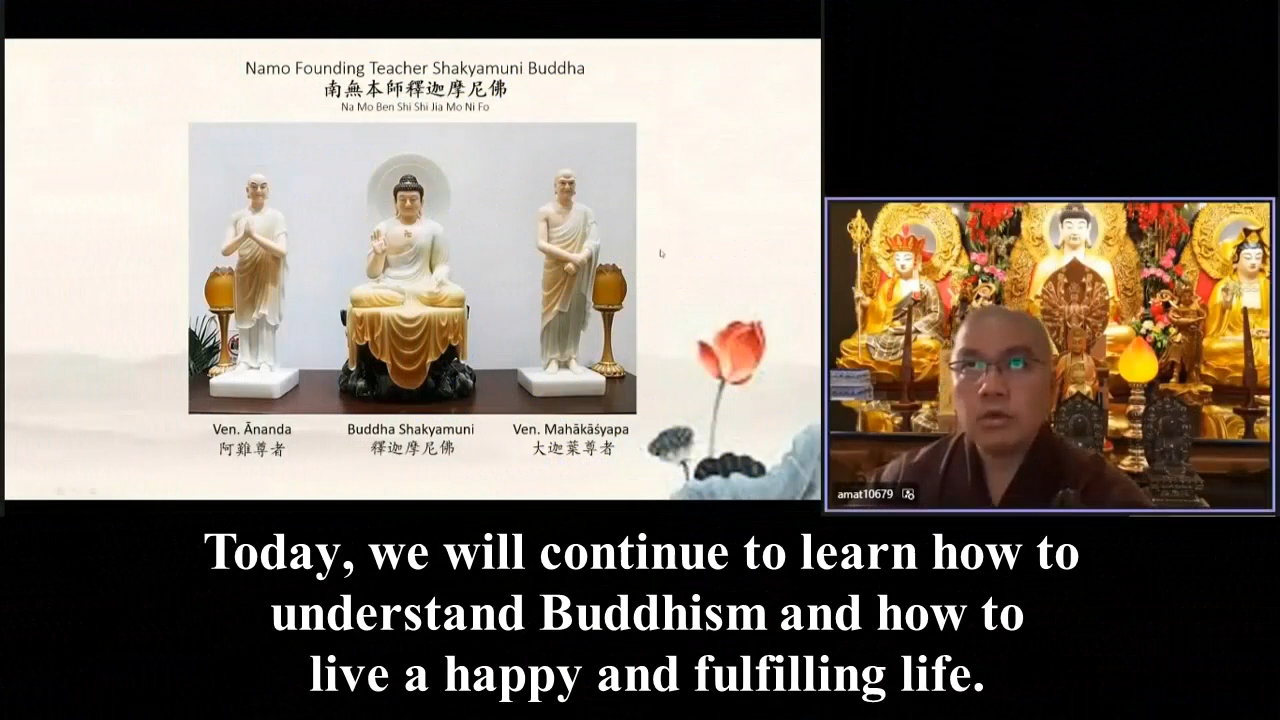 Namo Founding Teacher Shakyamuni Buddha
南無本師釋迦摩尼佛
Na Mo Ben Shi Shi Jia Mo Ni Fo
Ven. Ānanda
阿難尊者
Buddha Shakyamuni
釋迦摩尼佛
Ven. Mahākāśyapa
大迦葉尊者
amat10679
Today, we will continue to learn how to
understand Buddhism and how to
live a happy and fulfilling life.